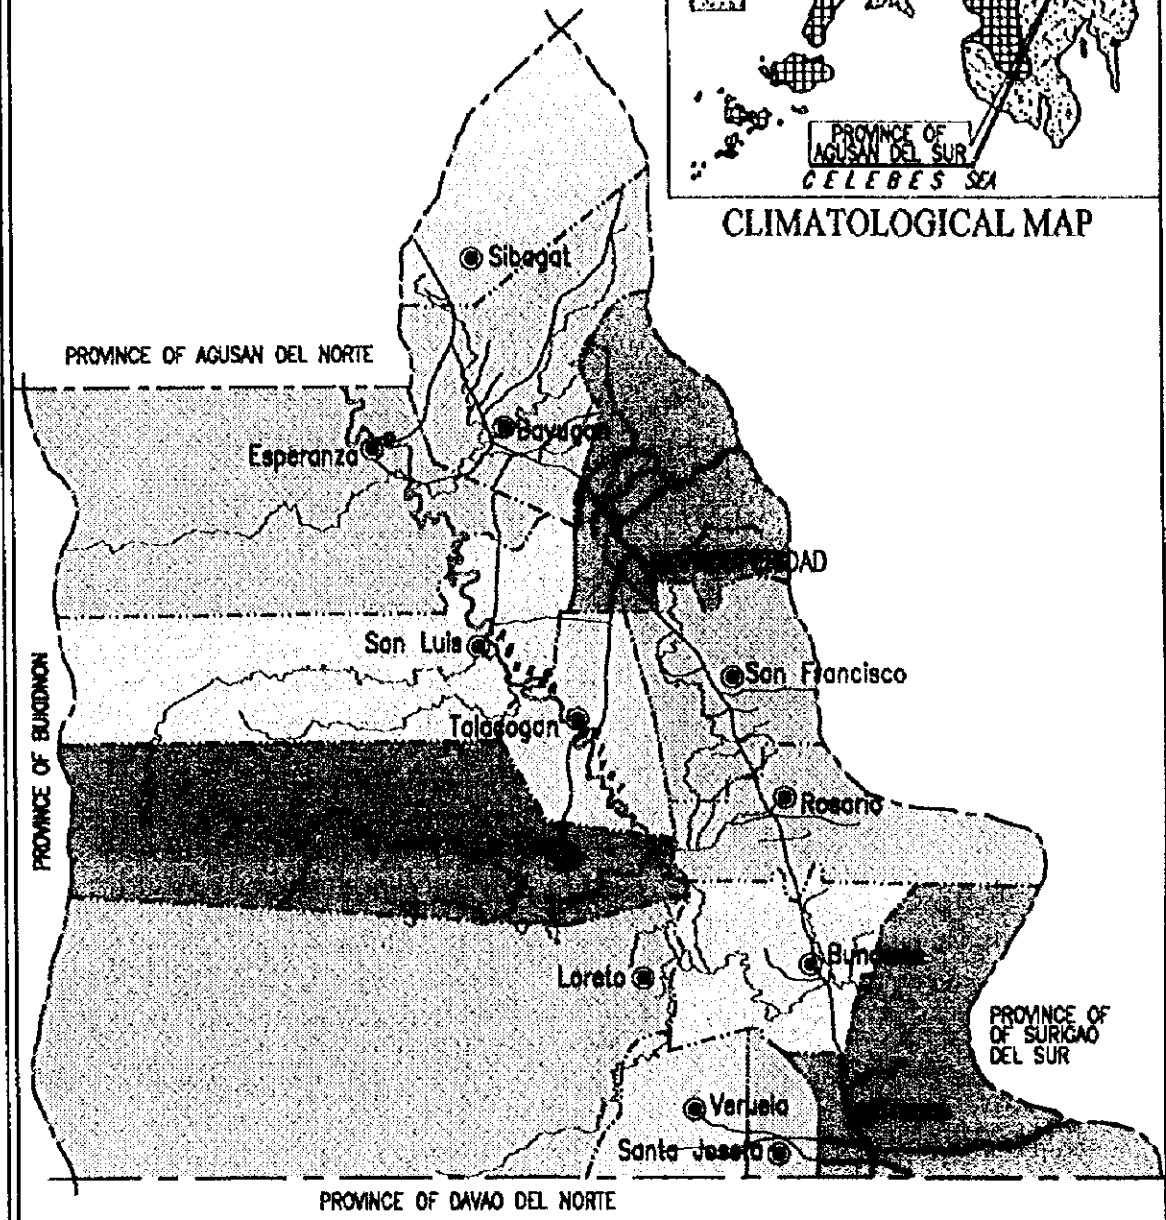 PROVINCE OF
AGUSAN DEL SUR
CELEBES SEA
CLIMATOLOGICAL MAP
Sibagat
PROVINCE OF AGUSAN DEL NORTE
Bayugan
Esperanza
DAD
San Luis
San Francisco
Talacogon
PROVINCE OF BUKIDNON
Rosario
Loreto
PROVINCE OF
OF SURIGAO
DEL SUR
Veruela
Santa Josefa
PROVINCE OF DAVAO DEL NORTE